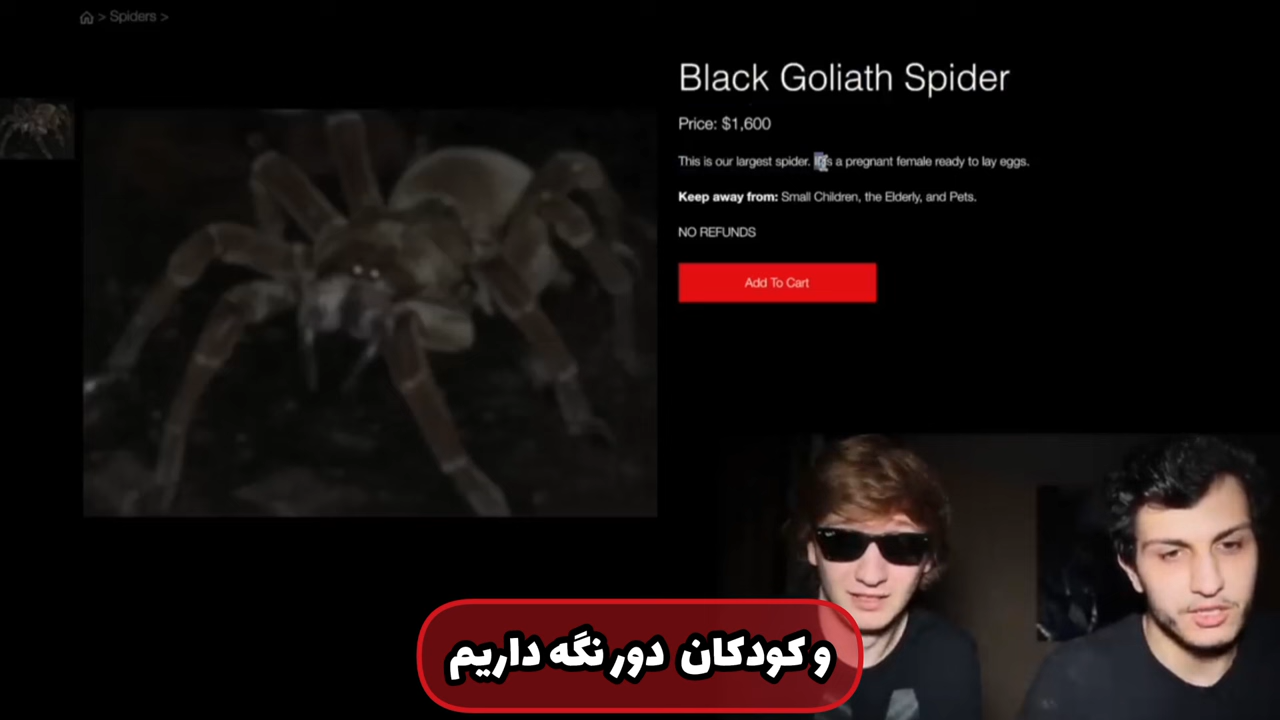 > Spiders >
Black Goliath Spider
Price: $1,600
This is our largest spider. It's a pregnant female ready to lay eggs.
Keep away from: Small Children, the Elderly, and Pets.
NO REFUNDS
Add To Cart
و کودکان دور نگه داریم